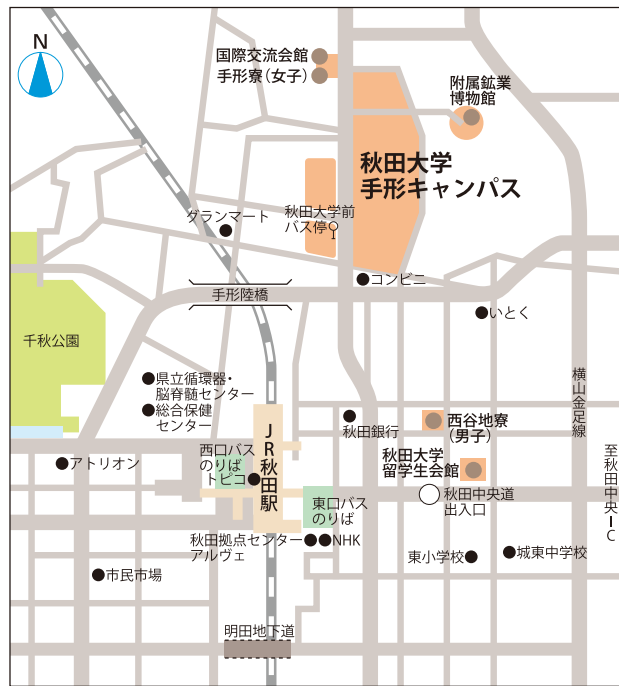 N
国際交流会館
手形寮(女子)
附属鉱業
博物館
秋田大学
手形キャンパス
秋田大学前
バス停
グランマート
コンビニ
手形陸橋
いとく
千秋公園
県立循環器・
脳脊髄センター
総合保健
センター
横山金足線
西谷地寮
(男子)
秋田銀行
JR秋田駅
西口バス
のりば
トピコ
アトリオン
秋田大学
留学生会館
至秋田中央IC
秋田中央道
出入口
東口バス
のりば
秋田拠点センター
アルヴェ
NHK
東小学校
城東中学校
市民市場
明田地下道